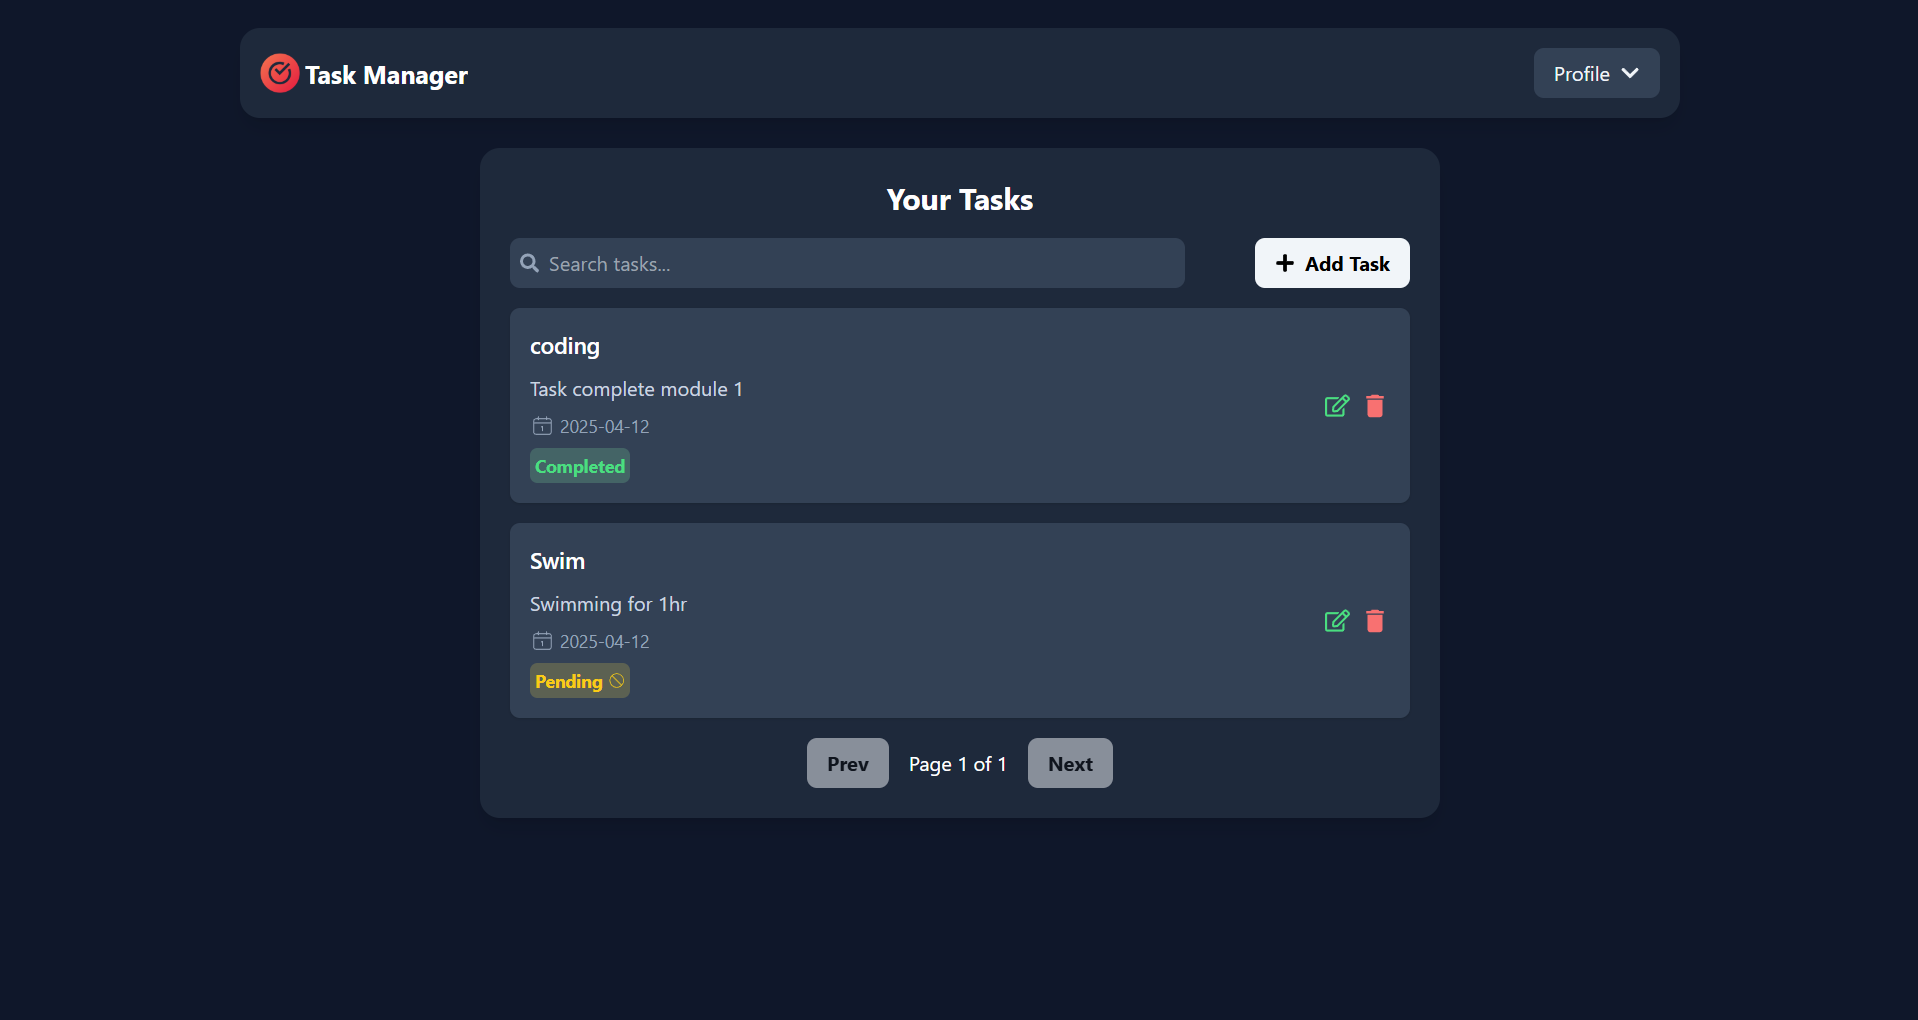 Task Manager
Profile
Your Tasks
Search tasks...
Add Task
coding
Task complete module 1
2025-04-12
Completed
Swim
Swimming for 1hr
2025-04-12
Pending
Prev Page 1 of 1 Next